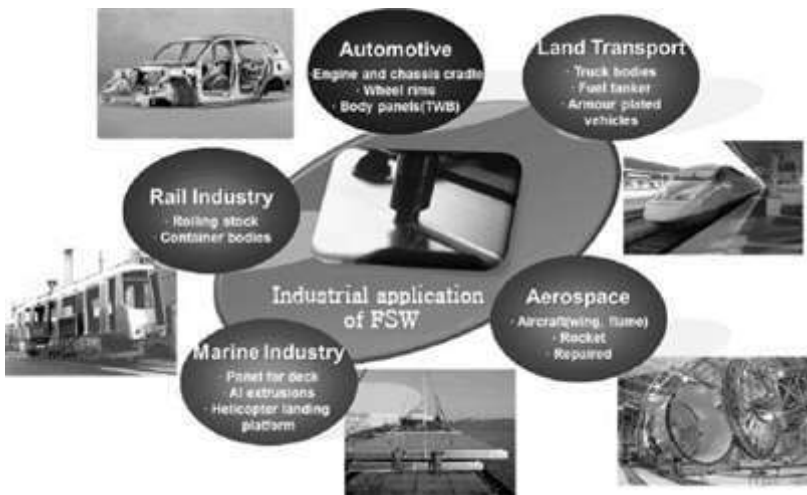 Automotive
·Engine and chassis cradle
· Wheel rims
· Body panels(TWB)
Land Transport
· Truck bodies
· Fuel tanker
· Armour plated
vehicles
Rail Industry
· Rolling stock
· Container bodies
Industrial application
of FSW
Aerospace
· Aircraft(wing, flume)
· Rocket
· Repaired
Marine Industry
· Panel for deck
· Al extrusions
· Helicopter landing
platform